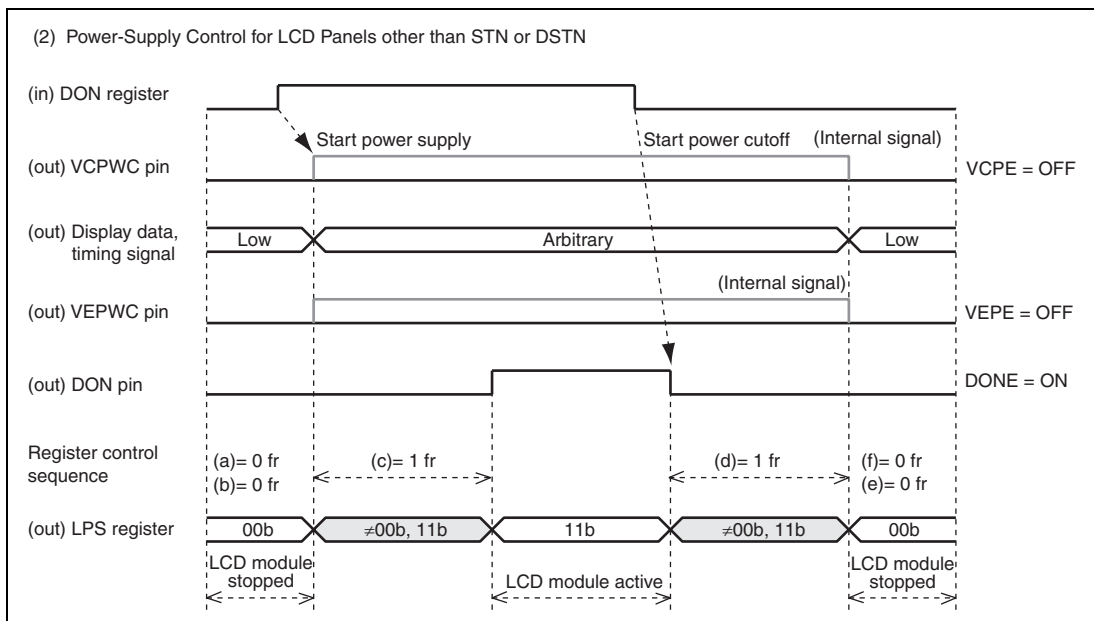 (2) Power-Supply Control for LCD Panels other than STN or DSTN
(in) DON register
Start power supply
Start power cutoff
(Internal signal)
(out) VCPWC pin
VCPE = OFF
(out) Display data,
timing signal
Low
Arbitrary
Low
(Internal signal)
(out) VEPWC pin
VEPE = OFF
(out) DON pin
DONE = ON
Register control
sequence
(a)= 0 fr
(b)= 0 fr
(c)= 1 fr
(d)= 1 fr
(f)= 0 fr
(e)= 0 fr
(out) LPS register
00b
≠00b, 11b
11b
≠00b, 11b
00b
LCD module
stopped
LCD module active
LCD module
stopped